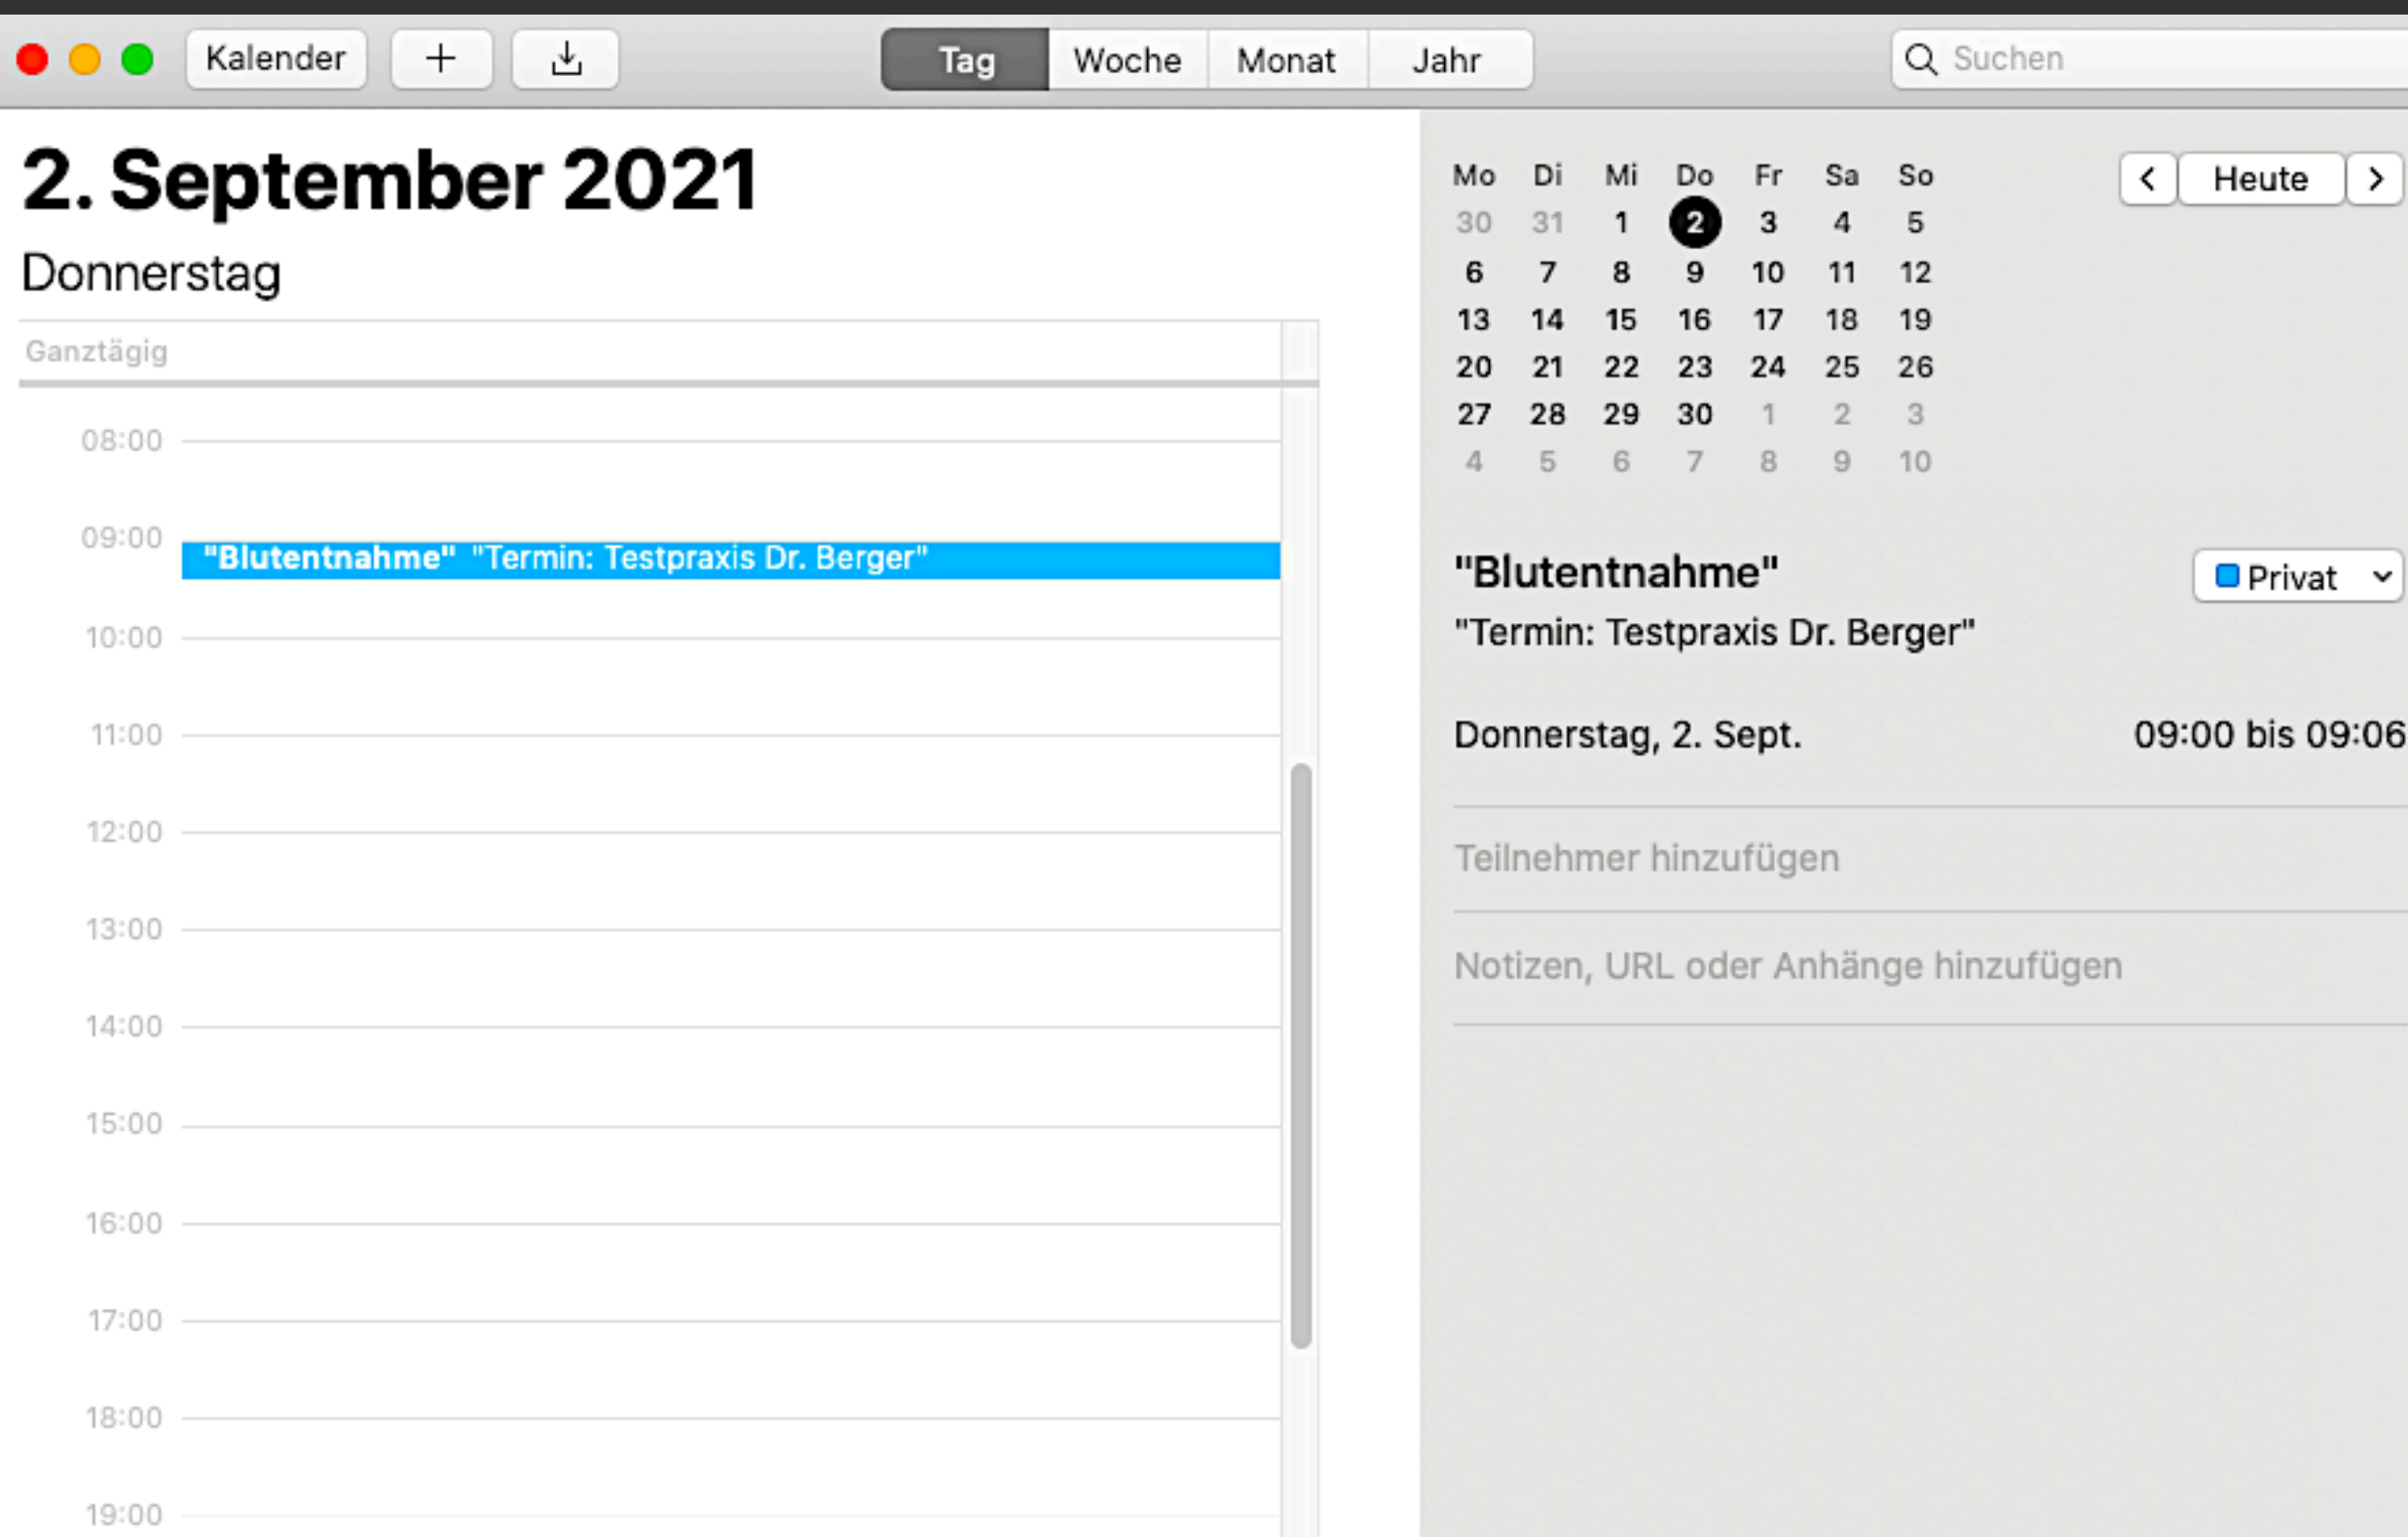 Kalender + Tag Woche Monat Jahr Suchen
2. September 2021
Donnerstag
Ganztägig
08:00
09:00
"Blutentnahme" "Termin: Testpraxis Dr. Berger"
10:00
11:00
12:00
13:00
14:00
15:00
16:00
17:00
18:00
19:00
Mo Di Mi Do Fr Sa So
30 31 1 2 3 4 5
6 7 8 9 10 11 12
13 14 15 16 17 18 19
20 21 22 23 24 25 26
27 28 29 30 1 2 3
4 5 6 7 8 9 10
< Heute >
"Blutentnahme"
Privat
"Termin: Testpraxis Dr. Berger"
Donnerstag, 2. Sept. 09:00 bis 09:06
Teilnehmer hinzufügen
Notizen, URL oder Anhänge hinzufügen